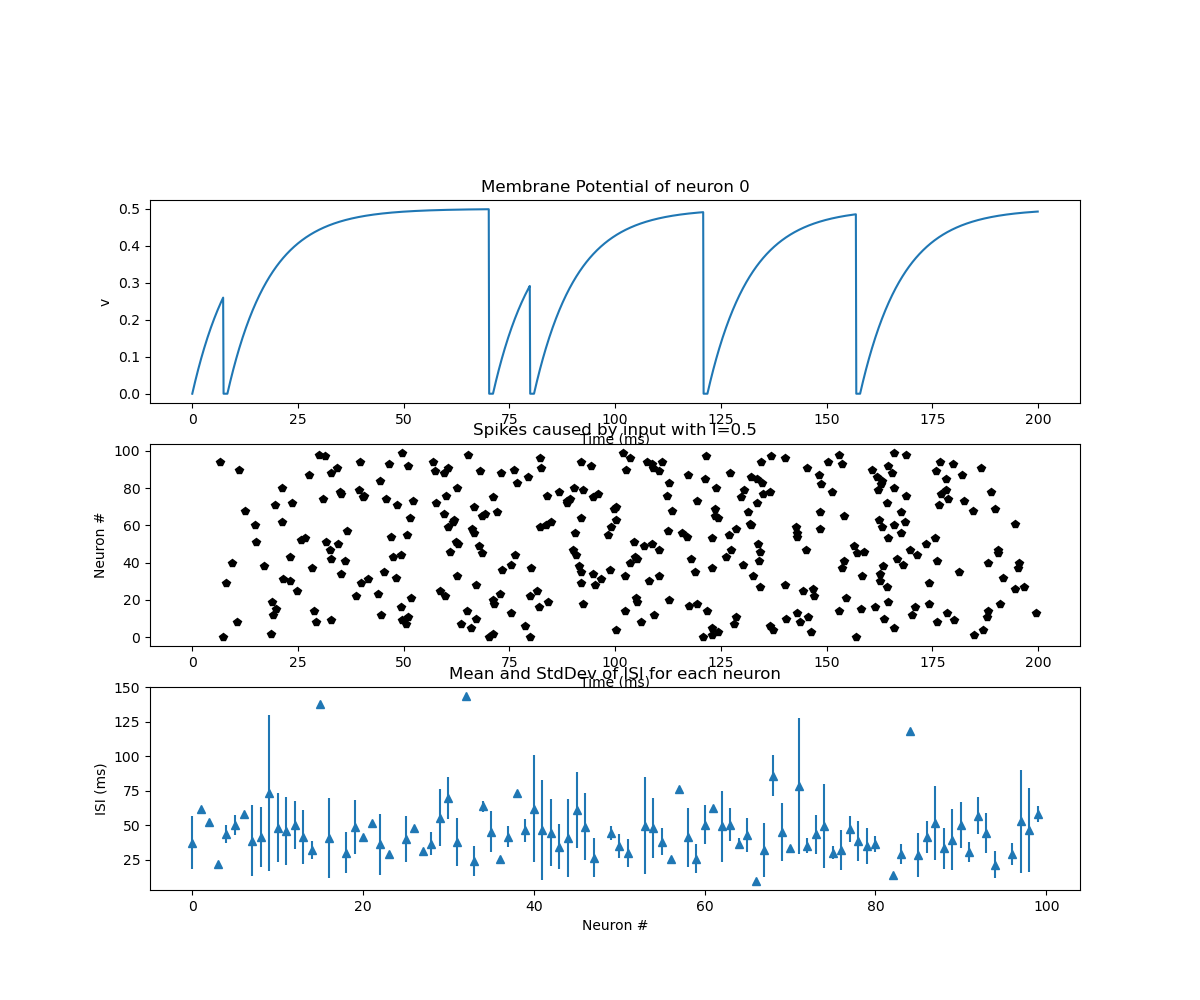 Membrane Potential of neuron 0
0.5
0.4
0.3
0.2
0.1
0.0
v
0 25 50 75 100 125 150 175 200
Time (ms)
Spikes caused by input with I=0.5
100
80
60
40
20
0
Neuron #
0 25 50 75 100 125 150 175 200
Time (ms)
Mean and StdDev of ISI for each neuron
150
125
100
75
50
25
ISI (ms)
0 20 40 60 80 100
Neuron #